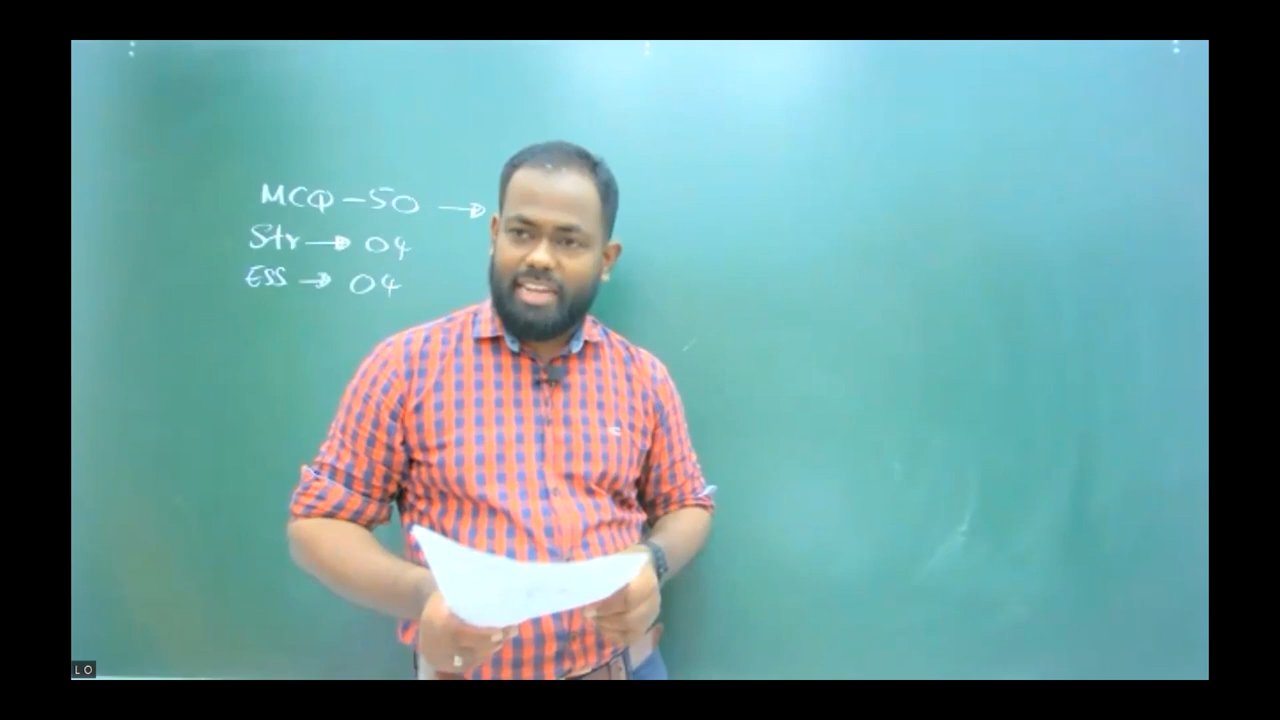 MCQ - 50 →
Str → 04
ESS → 04
LO